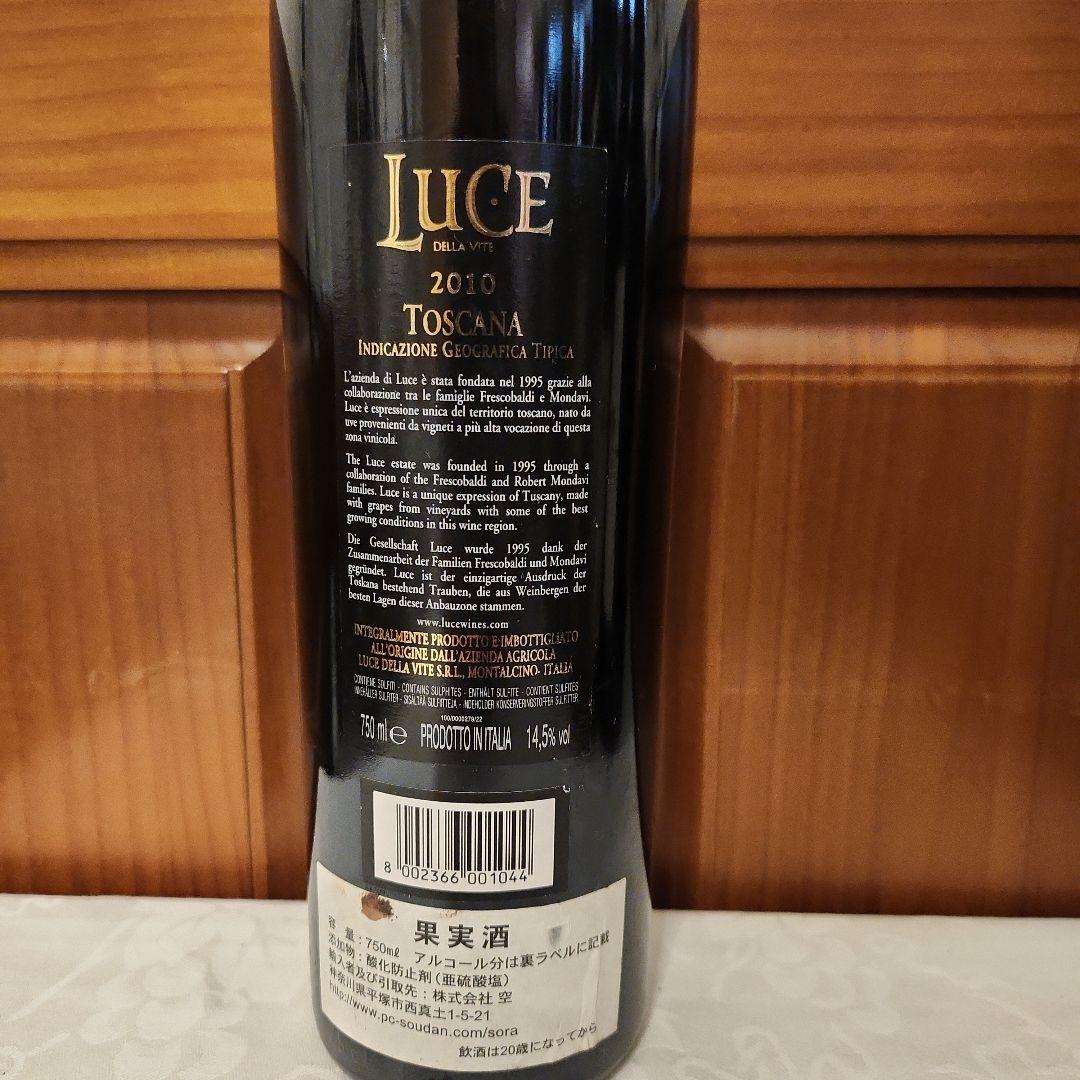 LUCE
DELLA VITE
2010
TOSCANA
INDICAZIONE GEOGRAFICA TIPICA
L'azienda di Luce è stata fondata nel 1995 grazie alla
collaborazione tra le famiglie Frescobaldi e Mondavi.
Luce è espressione unica del territorio toscano, nato da
uve provenienti da vigneti a più alta vocazione di questa
zona vinicola.
The Luce estate was founded in 1995 through a
collaboration of the Frescobaldi and Robert Mondavi
families. Luce is a unique expression of Tuscany, made
with grapes from vineyards with some of the best
growing conditions in this wine region.
Die Gesellschaft Luce wurde 1995 dank der
Zusammenarbeit der Familien Frescobaldi und Mondavi
gegründet. Luce ist der einzigartige Ausdruck der
Toskana bestehend Trauben, die aus Weinbergen der
besten Lagen dieser Anbauzone stammen.
www.lucewines.com
INTEGRALMENTE PRODOTTO E IMBOTTIGLIATO
ALL'ORIGINE DALL'AZIENDA AGRICOLA
LUCE DELLA VITE S.R.L., MONTALCINO- ITALIA
CONTIENE SOLFITI - CONTAINS SULPHITES - ENTHÄLT SULFITE - CONTIENT SULFITES
INNEHÅLLER SULFITER - SISÄLTÄÄ SULFIITTEJA - INDEHOLDER KONSERVERINGSTOFFER SULFITTER
100/0000279/22
750 ml e PRODOTTO IN ITALIA 14,5% vol
8 002366 001044
果実酒
容 量：750mℓ アルコール分は裏ラベルに記載
添加物：酸化防止剤（亜硫酸塩）
輸入者及び引取先：株式会社 空
神奈川県平塚市西真土1-5-21
http://www.pc-soudan.com/sora
飲酒は20歳になってから